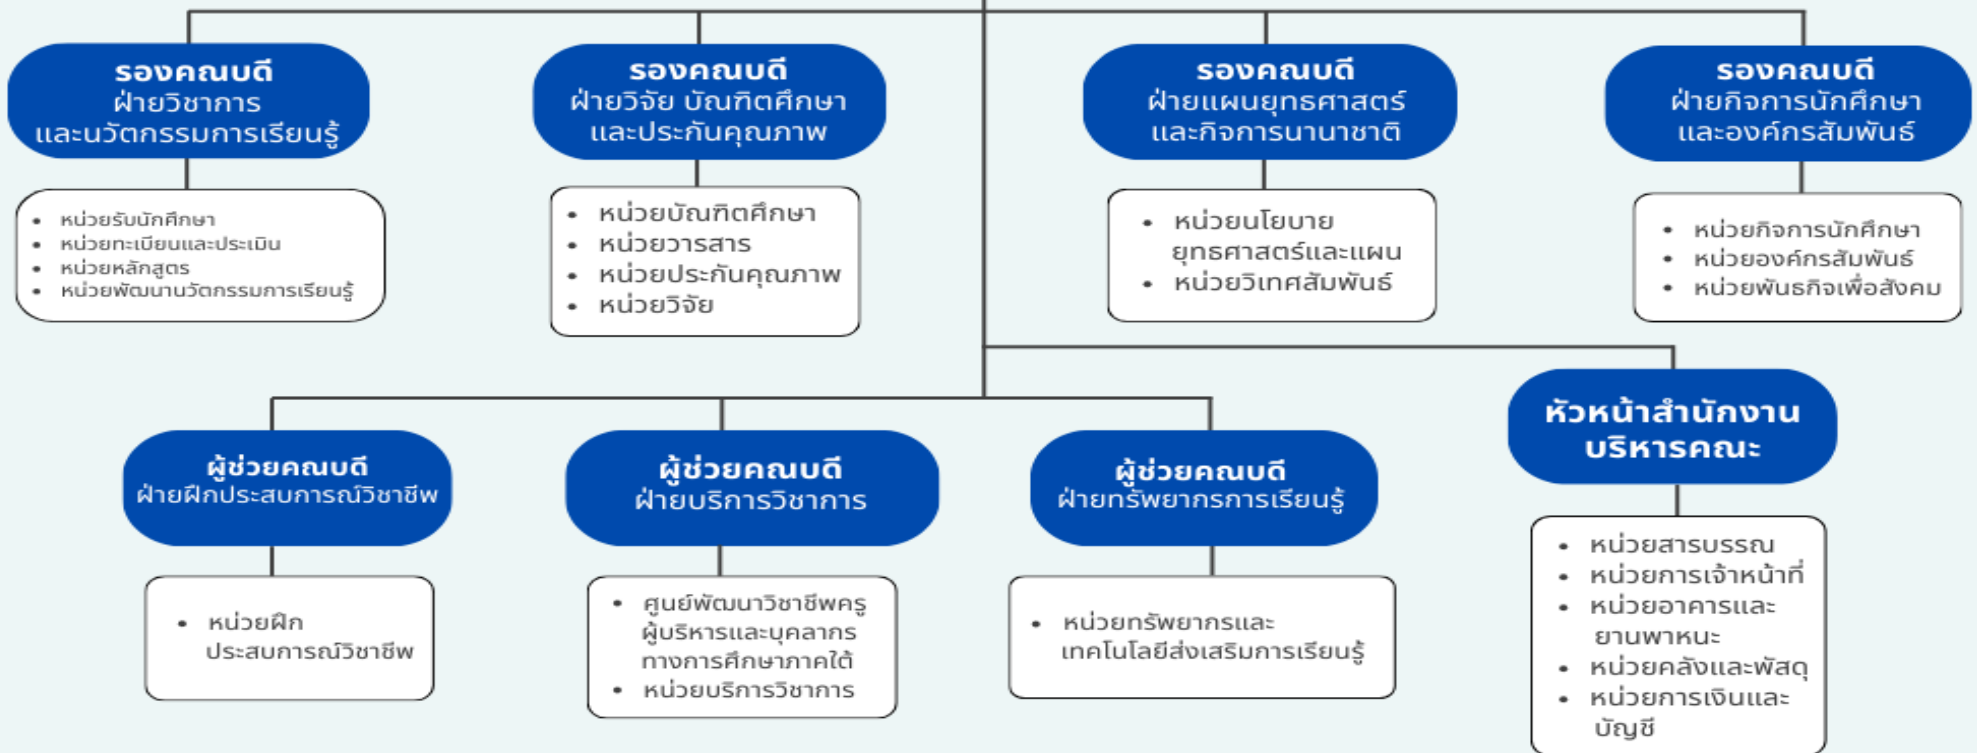 รองคณบดี
ฝ่ายวิชาการ
และนวัตกรรมการเรียนรู้
• หน่วยรับนักศึกษา
• หน่วยทะเบียนและประเมิน
• หน่วยหลักสูตร
• หน่วยพัฒนานวัตกรรมการเรียนรู้
รองคณบดี
ฝ่ายวิจัย บัณฑิตศึกษา
และประกันคุณภาพ
• หน่วยบัณฑิตศึกษา
• หน่วยวารสาร
• หน่วยประกันคุณภาพ
• หน่วยวิจัย
รองคณบดี
ฝ่ายแผนยุทธศาสตร์
และกิจการนานาชาติ
• หน่วยนโยบาย
ยุทธศาสตร์และแผน
• หน่วยวิเทศสัมพันธ์
รองคณบดี
ฝ่ายกิจการนักศึกษา
และองค์กรสัมพันธ์
• หน่วยกิจการนักศึกษา
• หน่วยองค์กรสัมพันธ์
• หน่วยพันธกิจเพื่อสังคม
ผู้ช่วยคณบดี
ฝ่ายฝึกประสบการณ์วิชาชีพ
• หน่วยฝึก
ประสบการณ์วิชาชีพ
ผู้ช่วยคณบดี
ฝ่ายบริการวิชาการ
• ศูนย์พัฒนาวิชาชีพครู
ผู้บริหารและบุคลากร
ทางการศึกษาภาคใต้
• หน่วยบริการวิชาการ
ผู้ช่วยคณบดี
ฝ่ายทรัพยากรการเรียนรู้
• หน่วยทรัพยากรและ
เทคโนโลยีส่งเสริมการเรียนรู้
หัวหน้าสำนักงาน
บริหารคณะ
• หน่วยสารบรรณ
• หน่วยการเจ้าหน้าที่
• หน่วยอาคารและ
ยานพาหนะ
• หน่วยคลังและพัสดุ
• หน่วยการเงินและ
บัญชี